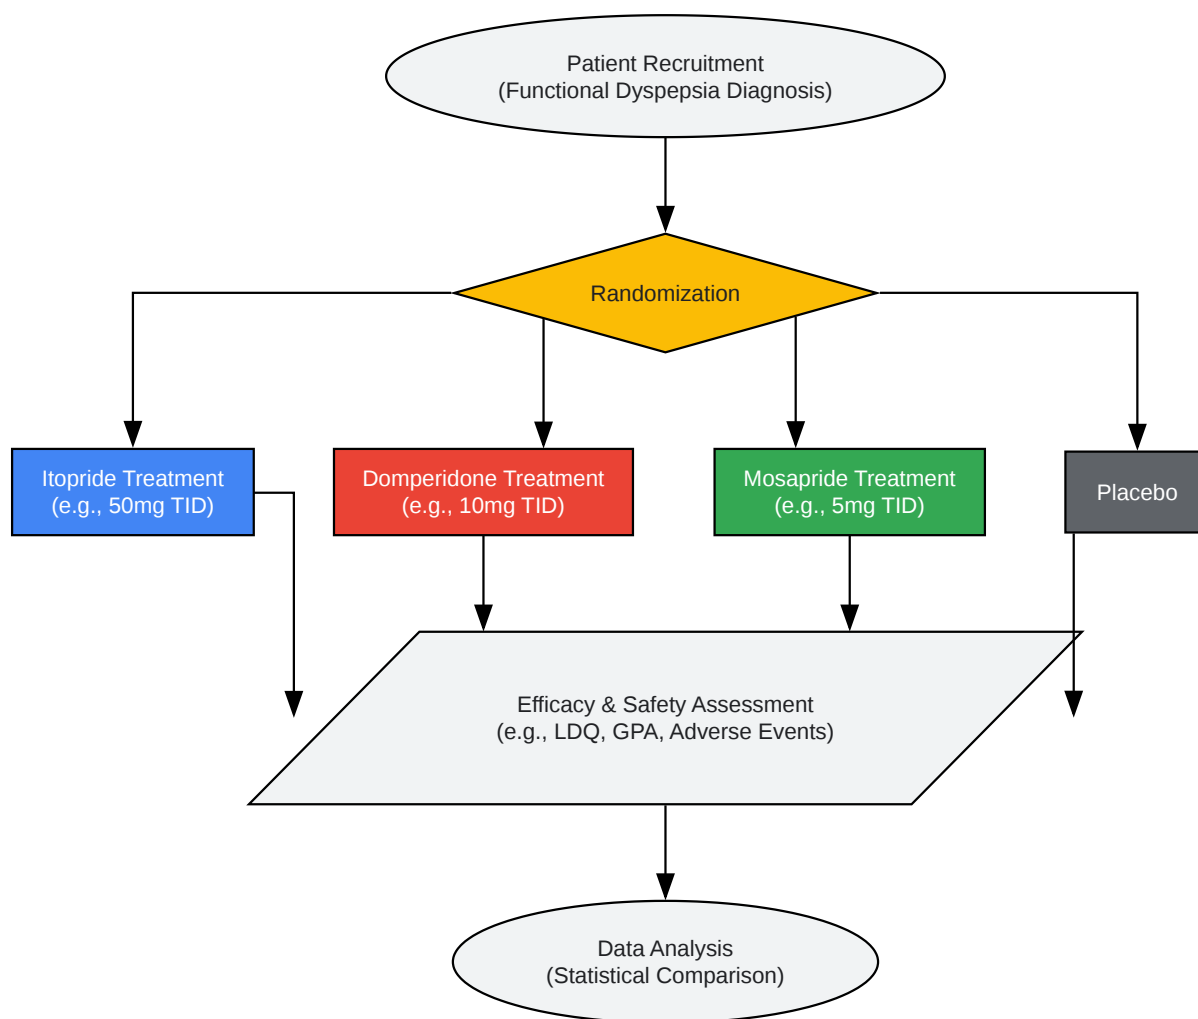 Patient Recruitment
(Functional Dyspepsia Diagnosis)
Randomization
Itopride Treatment
(e.g., 50mg TID)
Domperidone Treatment
(e.g., 10mg TID)
Mosapride Treatment
(e.g., 5mg TID)
Placebo
Efficacy & Safety Assessment
(e.g., LDQ, GPA, Adverse Events)
Data Analysis
(Statistical Comparison)